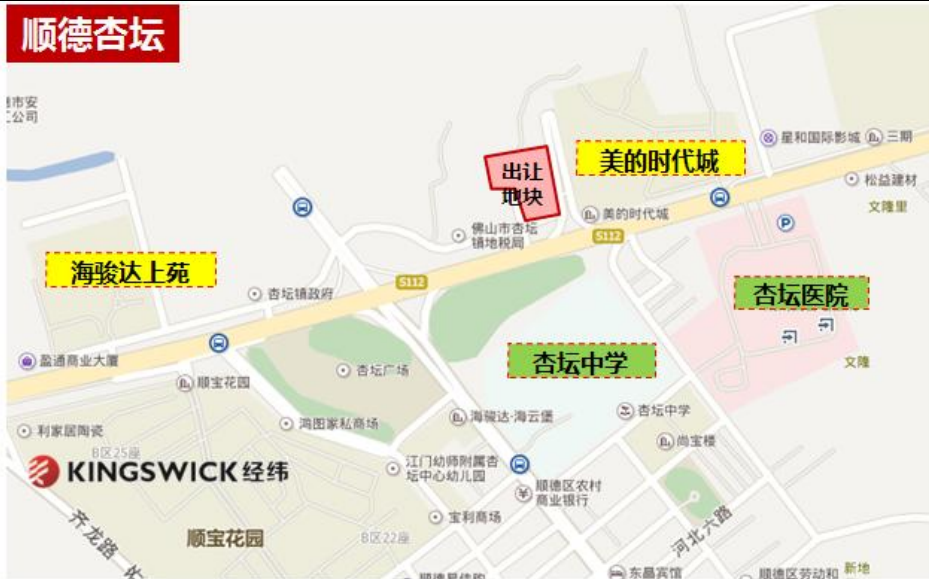 顺德杏坛
星和国际影城
三期
美的时代城
出让
地块
松益建材
文隆里
美的时代城
佛山市杏坛
镇地税局
S112
P
海骏达上苑
S112
杏坛镇政府
杏坛医院
盈通商业大厦
杏坛广场
杏坛中学
文隆
顺宝花园
鸿图家私商场
海骏达·海云堡
杏坛中学
利家居陶瓷
尚宝楼
B区25座
KINGSWICK 经纬
江门幼师附属杏
坛中心幼儿园
顺德区农村
商业银行
宝利商场
齐龙路
顺宝花园
B区22座
河北六路
东昌宾馆
新地
顺德区劳动和